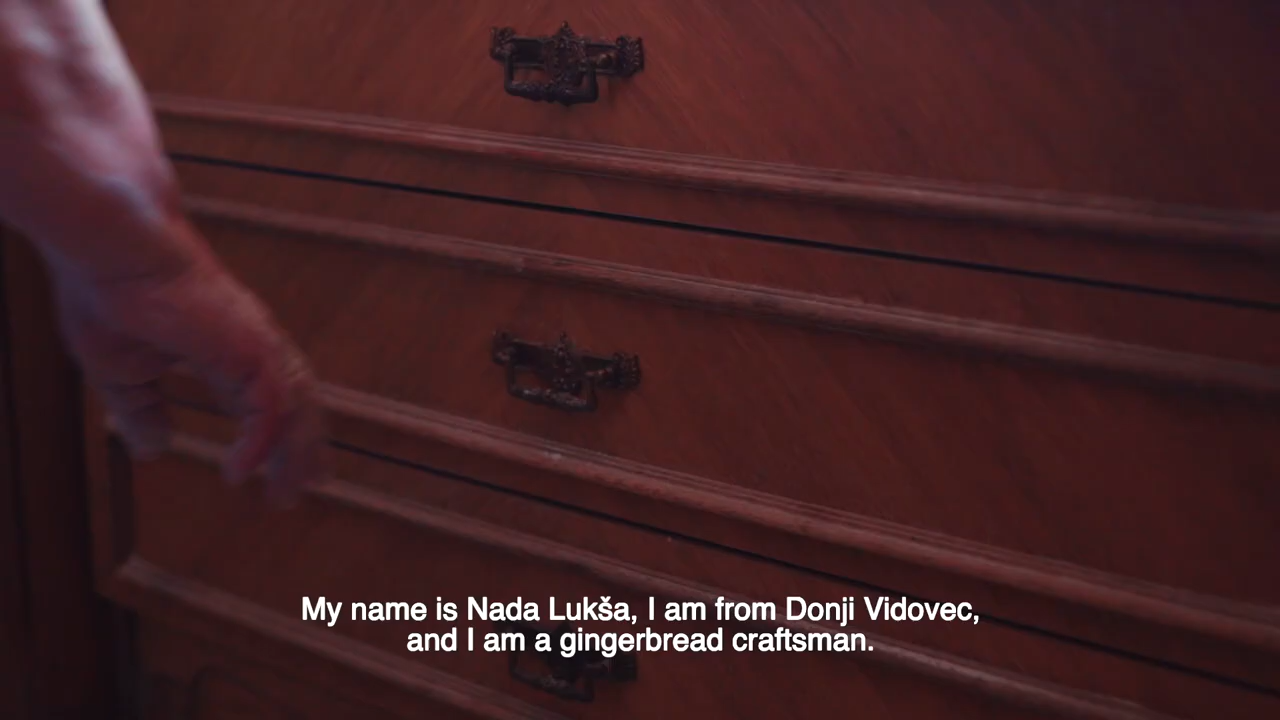 My name is Nada Lukša, I am from Donji Vidovec,
and I am a gingerbread craftsman.